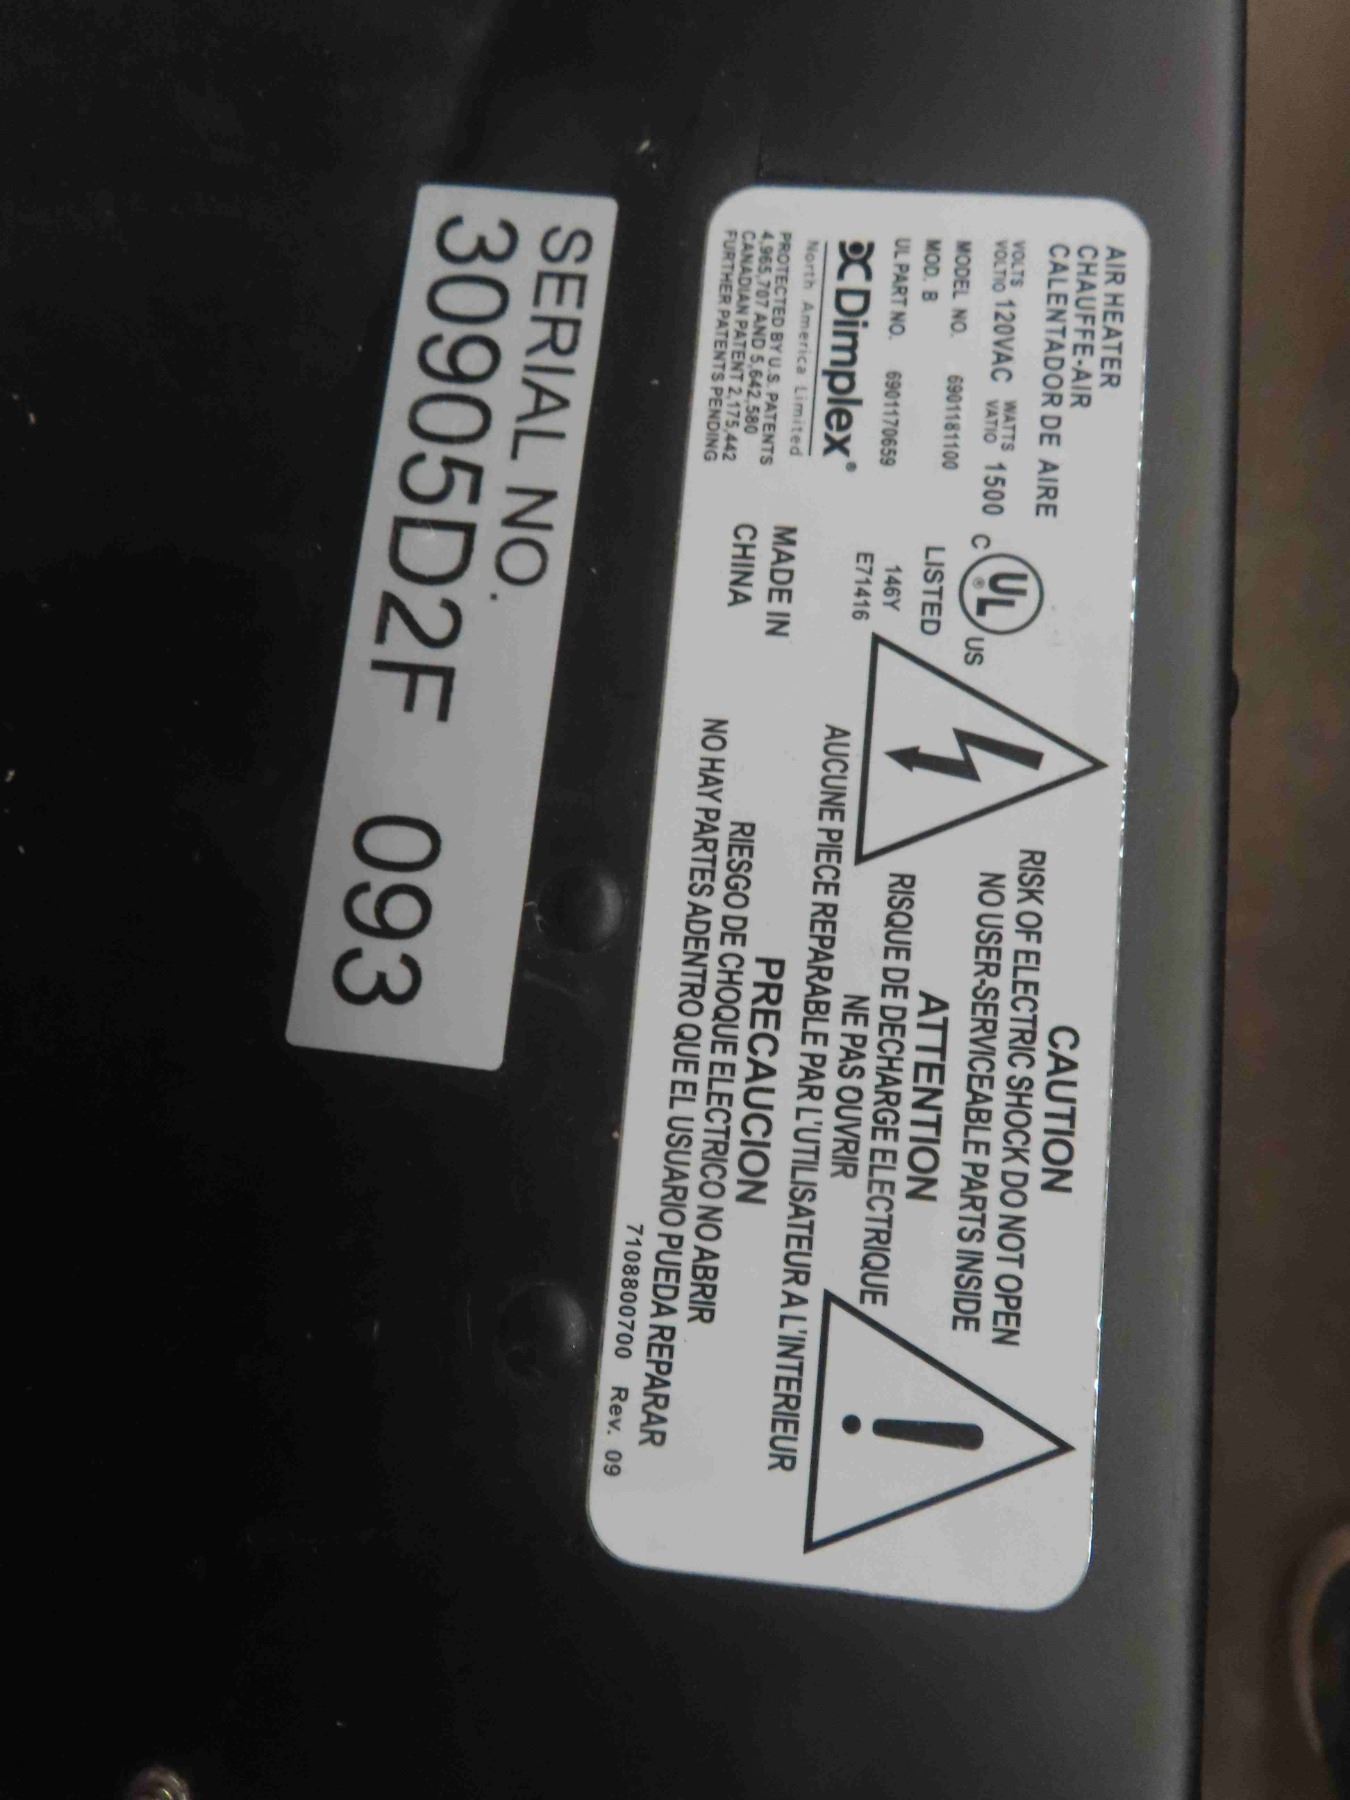 AIR HEATER
CHAUFFE-AIR
CALENTADOR DE AIRE
VOLTS 120VAC WATTS 1500
VOLTIO VATIO
MODEL NO. 6901181100
MOD. B
UL PART NO. 6901170659
Dimplex®
North America Limited
PROTECTED BY U.S. PATENTS
4,965,707 AND 5,642,580
CANADIAN PATENT 2,175,442
FURTHER PATENTS PENDING
C UL® US
LISTED
146Y
E71416
MADE IN
CHINA
CAUTION
RISK OF ELECTRIC SHOCK DO NOT OPEN
NO USER-SERVICEABLE PARTS INSIDE
ATTENTION
RISQUE DE DECHARGE ELECTRIQUE
NE PAS OUVRIR
AUCUNE PIECE REPARABLE PAR L'UTILISATEUR A L'INTERIEUR
PRECAUCION
RIESGO DE CHOQUE ELECTRICO NO ABRIR
NO HAY PARTES ADENTRO QUE EL USUARIO PUEDA REPARAR
7108800700 Rev. 09
SERIAL NO.
30905D2F 093